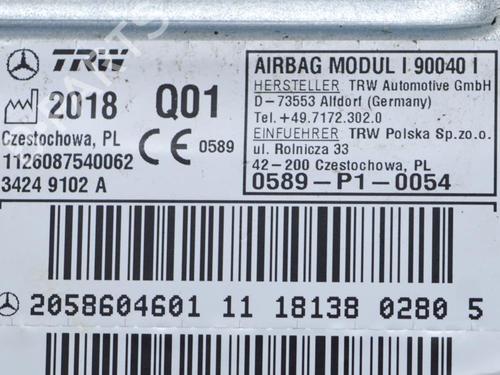 TRW
2018 Q01
Czestochowa, PL
1126087540062
0589
3424 9102 A
AIRBAG MODUL I 90040 I
HERSTELLER TRW Automotive GmbH
D-73553 Alfdorf (Germany)
Tel. +49.7172.302.0
EINFUEHRER TRW Polska Sp.zo.o.
ul. Rolnicza 33
42-200 Czestochowa, PL
0589-P1-0054
2058604601 11 18138 0280 5